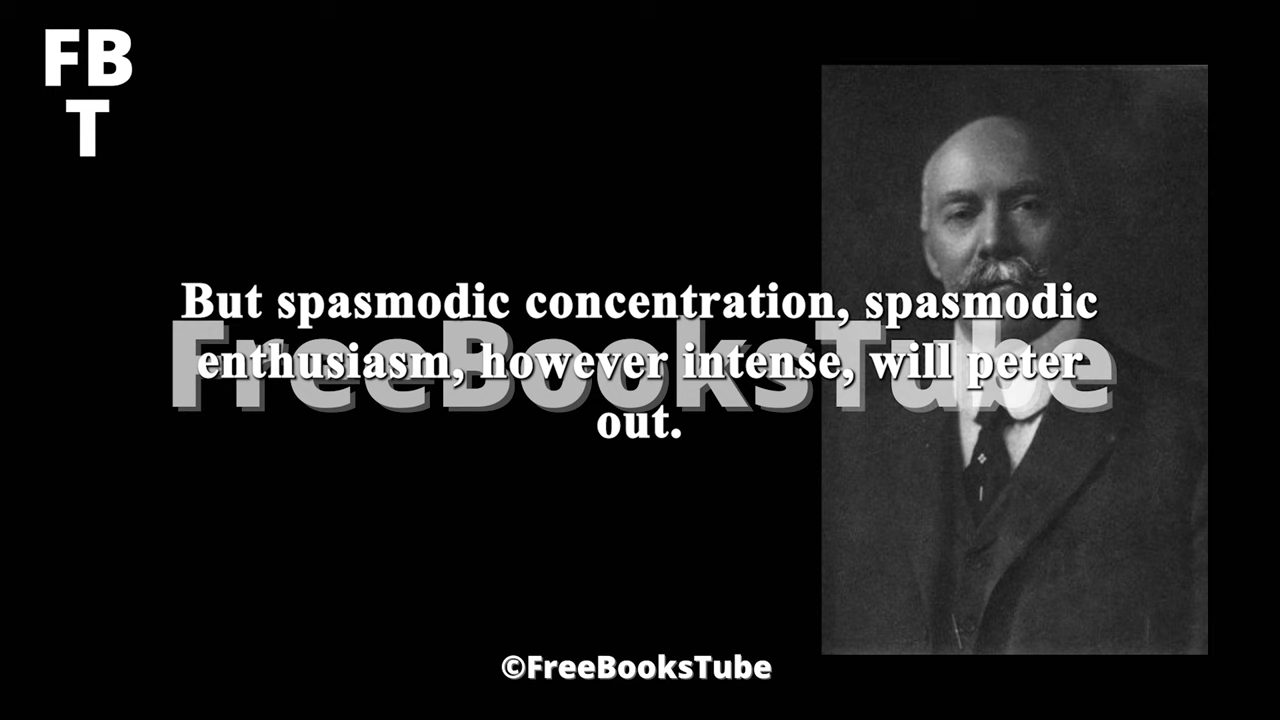 FB
T
But spasmodic concentration, spasmodic
enthusiasm, however intense, will peter
out.
FreeBooksTube
©FreeBooksTube